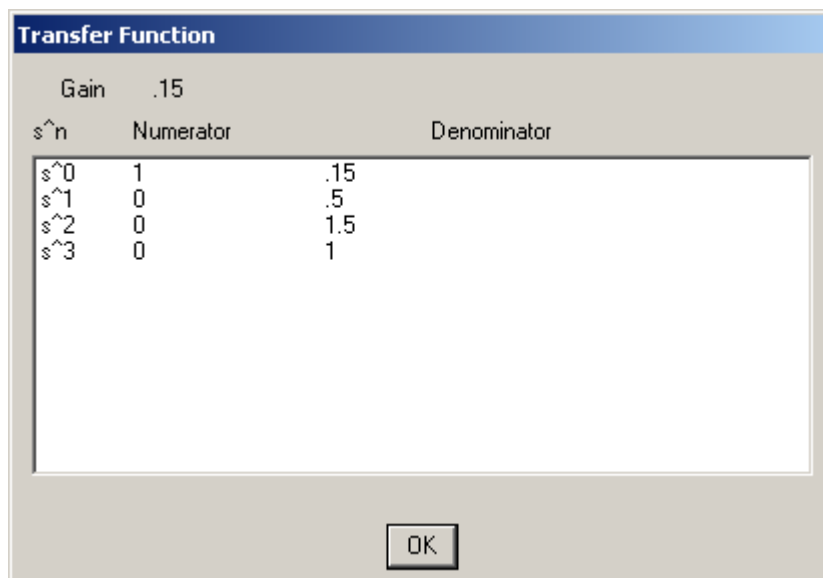 Transfer Function
Gain .15
s^n Numerator Denominator
s^0 1 .15
s^1 0 .5
s^2 0 1.5
s^3 0 1
OK